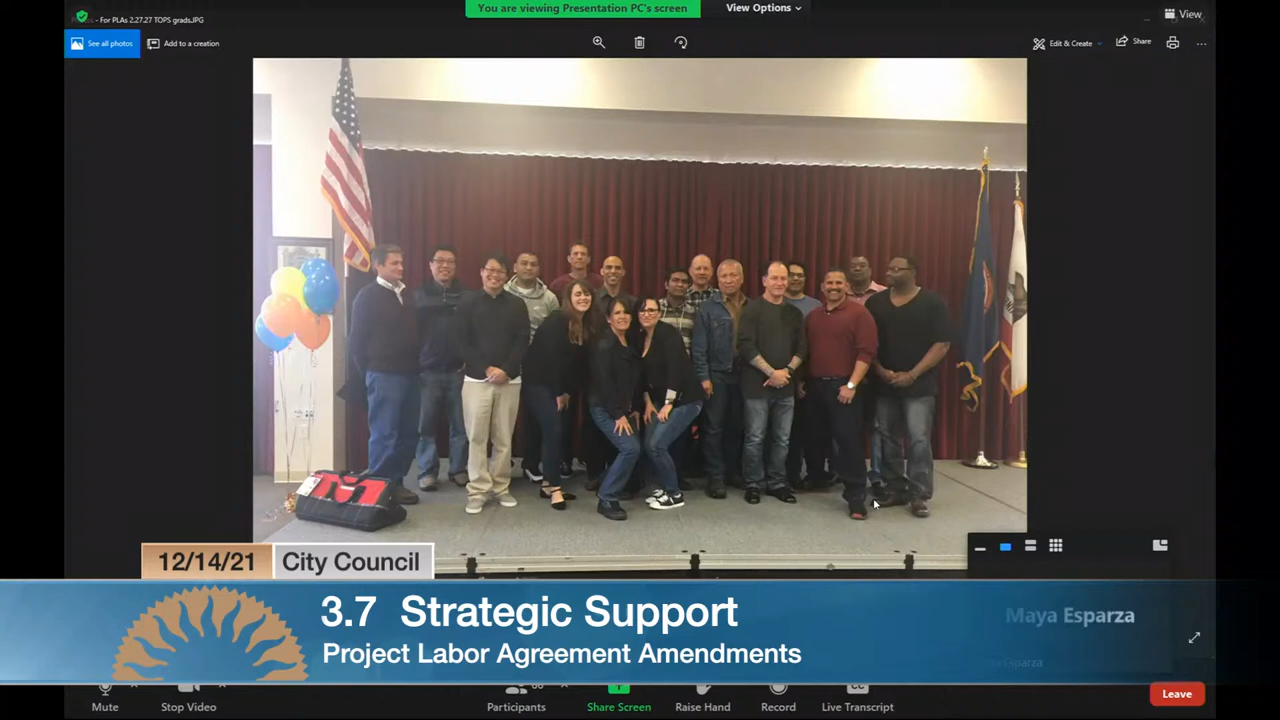 You are viewing Presentation PC's screen
View Options
View
- For PLAs 2.27.27 TOPS grads.JPG
See all photos
Add to a creation
Edit & Create
Share
12/14/21
City Council
3.7 Strategic Support
Project Labor Agreement Amendments
Maya Esparza
Mute
Stop Video
Participants
Share Screen
Raise Hand
Record
Live Transcript
Leave